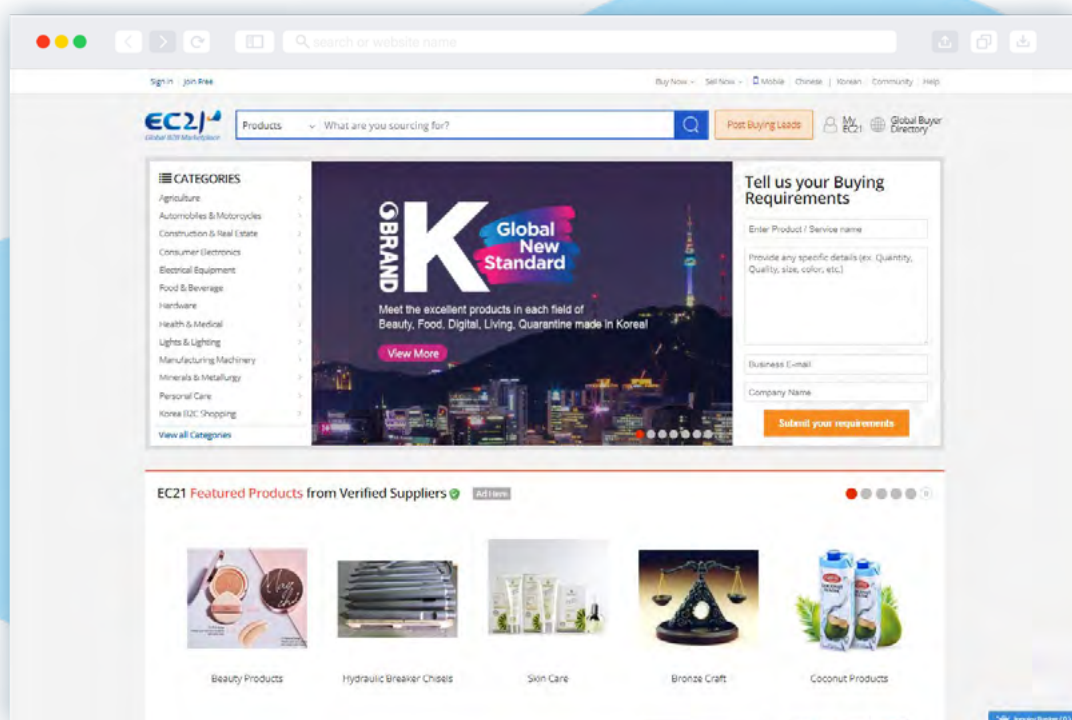 search or website name
Sign In Join Free
Buy Now Sell Now Mobile Chinese | Korean Community Help
EC21
Global B2B Marketplace
Products What are you sourcing for?
Post Buying Leads
My EC21
Global Buyer Directory
CATEGORIES
Agriculture
Automobiles & Motorcycles
Construction & Real Estate
Consumer Electronics
Electrical Equipment
Food & Beverage
Hardware
Health & Medical
Lights & Lighting
Manufacturing Machinery
Minerals & Metallurgy
Personal Care
Korea B2C Shopping
View all Categories
BRAND
K
Global
New
Standard
Meet the excellent products in each field of
Beauty, Food, Digital, Living, Quarantine made in Korea!
View More
Tell us your Buying
Requirements
Enter Product / Service name
Provide any specific details (ex. Quantity,
Quality, size, color, etc.)
Business E-mail
Company Name
Submit your requirements
EC21 Featured Products from Verified Suppliers Ad Here
Beauty Products
Hydraulic Breaker Chisels
Skin Care
Bronze Craft
Coconut Products